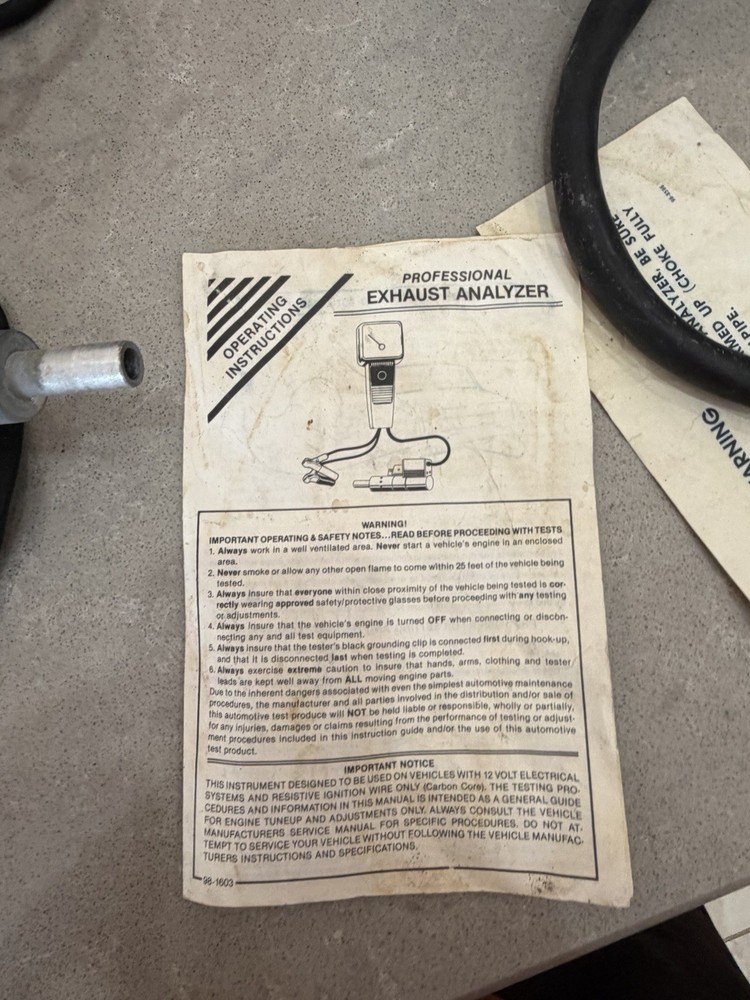 OPERATING
INSTRUCTIONS
PROFESSIONAL
EXHAUST ANALYZER
WARNING!
IMPORTANT OPERATING & SAFETY NOTES...READ BEFORE PROCEEDING WITH TESTS
1. Always work in a well ventilated area. Never start a vehicle's engine in an enclosed
area.
2. Never smoke or allow any other open flame to come within 25 feet of the vehicle being
tested.
3. Always insure that everyone within close proximity of the vehicle being tested is cor-
rectly wearing approved safety/protective glasses before proceeding with any testing
or adjustments.
4. Always insure that the vehicle's engine is turned OFF when connecting or discon-
necting any and all test equipment.
5. Always insure that the tester's black grounding clip is connected first during hook-up,
and that it is disconnected last when testing is completed.
6. Always exercise extreme caution to insure that hands, arms, clothing and tester
leads are kept well away from ALL moving engine parts.
Due to the inherent dangers associated with even the simplest automotive maintenance
procedures, the manufacturer and all parties involved in the distribution and/or sale of
this automotive test produce will NOT be held liable or responsible, wholly or partially,
for any injuries, damages or claims resulting from the performance of testing or adjust-
ment procedures included in this instruction guide and/or the use of this automotive
test product.
IMPORTANT NOTICE
THIS INSTRUMENT DESIGNED TO BE USED ON VEHICLES WITH 12 VOLT ELECTRICAL
SYSTEMS AND RESISTIVE IGNITION WIRE ONLY (Carbon Core). THE TESTING PRO-
CEDURES AND INFORMATION IN THIS MANUAL IS INTENDED AS A GENERAL GUIDE
FOR ENGINE TUNEUP AND ADJUSTMENTS ONLY. ALWAYS CONSULT THE VEHICLE
MANUFACTURERS SERVICE MANUAL FOR SPECIFIC PROCEDURES. DO NOT AT-
TEMPT TO SERVICE YOUR VEHICLE WITHOUT FOLLOWING THE VEHICLE MANUFAC-
TURERS INSTRUCTIONS AND SPECIFICATIONS.
98-1603
ANALYZER, BE SURE
MED UP (CHOKE FULLY
PIPE.
ARNING